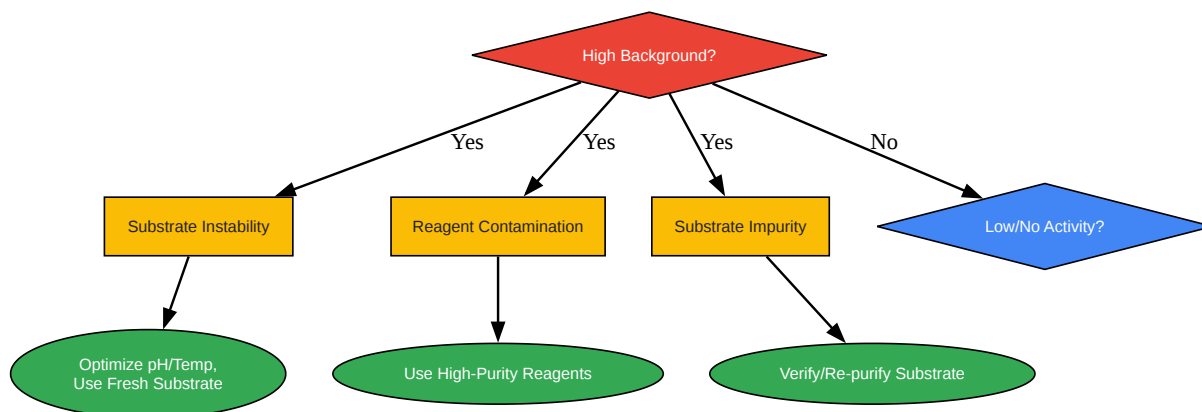 High Background?
Yes
Yes
Yes
No
Substrate Instability
Reagent Contamination
Substrate Impurity
Low/No Activity?
Optimize pH/Temp,
Use Fresh Substrate
Use High-Purity Reagents
Verify/Re-purify Substrate